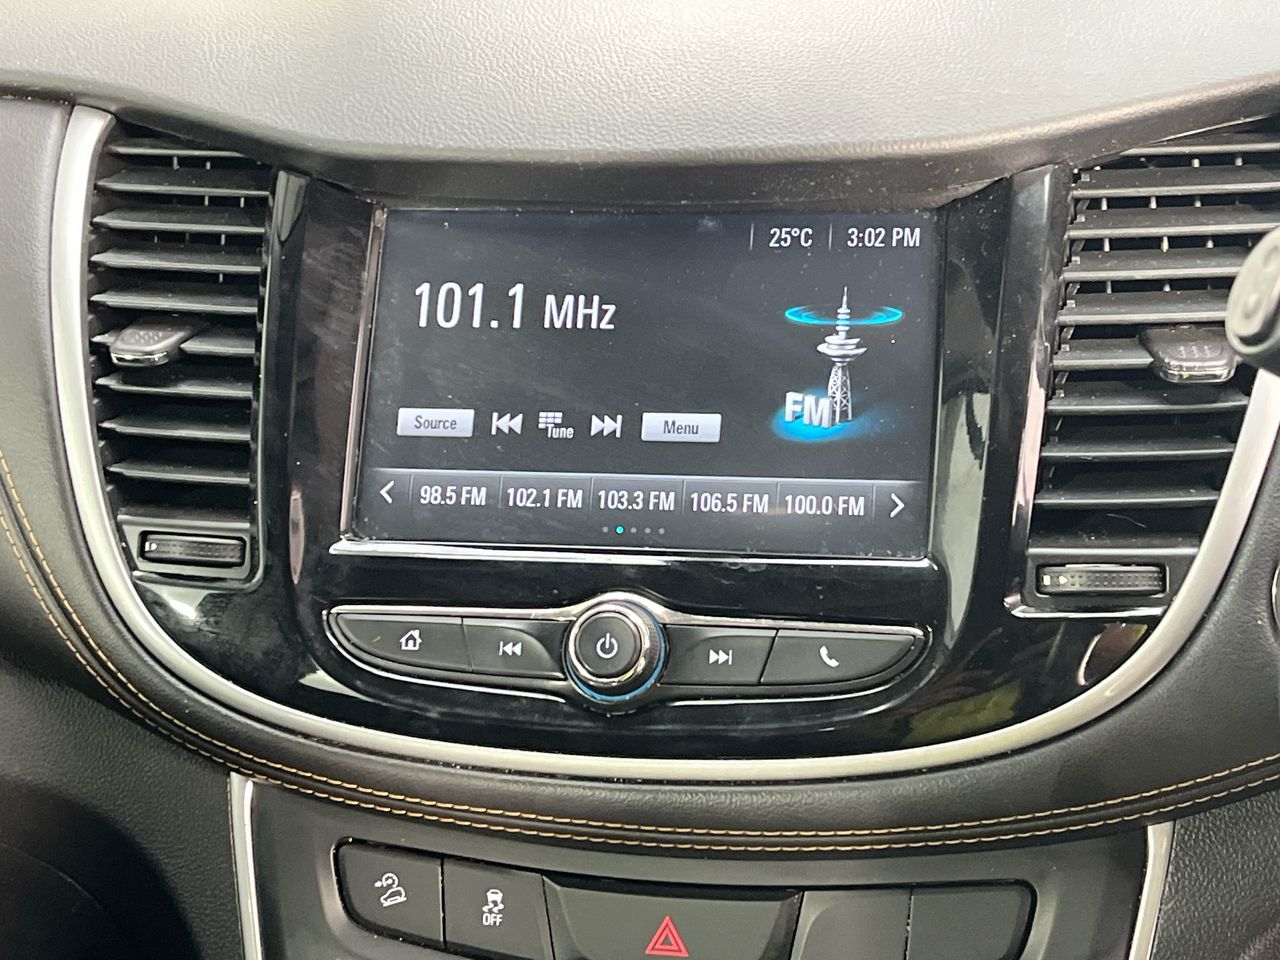 25°C 3:02 PM
101.1 MHz
FM
Source Tune Menu
98.5 FM 102.1 FM 103.3 FM 106.5 FM 100.0 FM
OFF